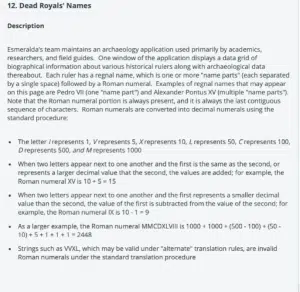 12. Dead Royals' Names
Description
Esmeralda's team maintains an archaeology application used primarily by academics,
researchers, and field guides. One window of the application displays a data grid of
biographical information about various historical rulers along with archaeological data
thereabout. Each ruler has a regnal name, which is one or more "name parts" (each separated
by a single space) followed by a Roman numeral. Examples of regnal names that may appear
on this page are Pedro VII (one "name part") and Alexander Pontius XV (multiple "name parts").
Note that the Roman numeral portion is always present, and it is always the last contiguous
sequence of characters. Roman numerals are converted into decimal numerals using the
standard procedure:
• The letter I represents 1, V represents 5, X represents 10, L represents 50, C represents 100,
D represents 500, and M represents 1000
• When two letters appear next to one another and the first is the same as the second, or
represents a larger decimal value that the second, the values are added; for example, the
Roman numeral XV is 10 + 5 = 15
• When two letters appear next to one another and the first represents a smaller decimal
value than the second, the value of the first is subtracted from the value of the second; for
example, the Roman numeral IX is 10 - 1 = 9
• As a larger example, the Roman numeral MMCDXLVIII is 1000 + 1000 + (500 - 100) + (50 -
10) + 5 + 1 + 1 + 1 = 2448
• Strings such as VVXL, which may be valid under "alternate" translation rules, are invalid
Roman numerals under the standard translation procedure